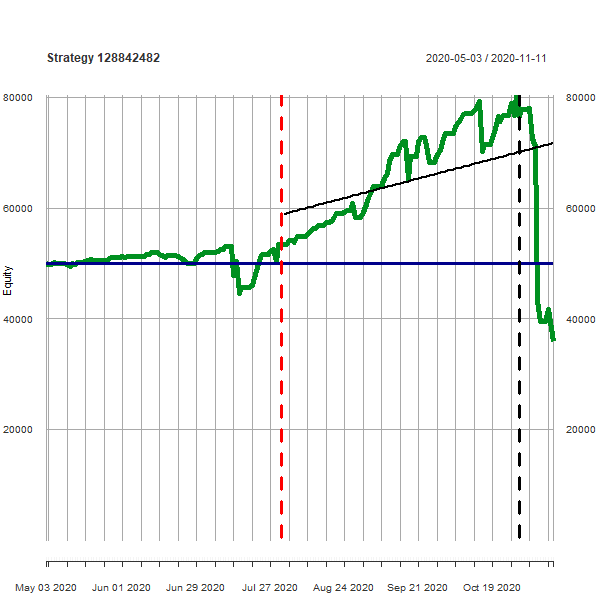 Strategy 128842482
2020-05-03 / 2020-11-11
80000
80000
60000
60000
Equity
40000
40000
20000
20000
May 03 2020
Jun 01 2020
Jun 29 2020
Jul 27 2020
Aug 24 2020
Sep 21 2020
Oct 19 2020